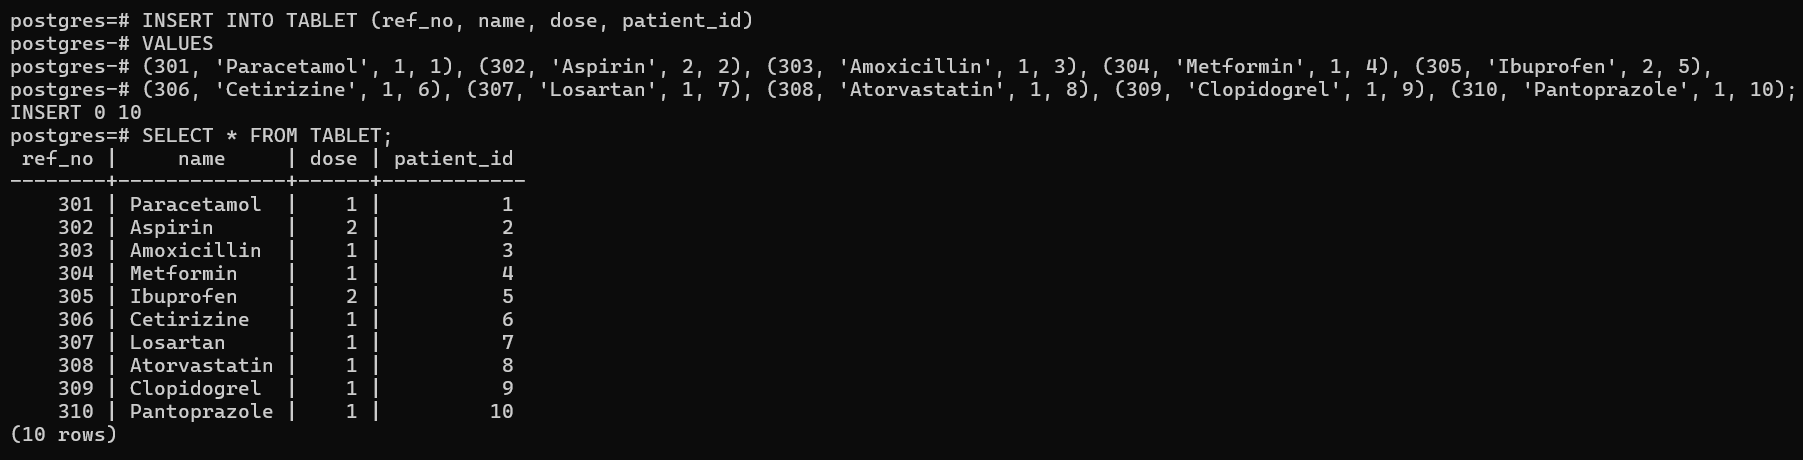 postgres=# INSERT INTO TABLET (ref_no, name, dose, patient_id)
postgres-# VALUES
postgres-# (301, 'Paracetamol', 1, 1), (302, 'Aspirin', 2, 2), (303, 'Amoxicillin', 1, 3), (304, 'Metformin', 1, 4), (305, 'Ibuprofen', 2, 5),
postgres-# (306, 'Cetirizine', 1, 6), (307, 'Losartan', 1, 7), (308, 'Atorvastatin', 1, 8), (309, 'Clopidogrel', 1, 9), (310, 'Pantoprazole', 1, 10);
INSERT 0 10
postgres=# SELECT * FROM TABLET;
 ref_no |     name     | dose | patient_id
--------+--------------+------+------------
    301 | Paracetamol  |    1 |          1
    302 | Aspirin      |    2 |          2
    303 | Amoxicillin  |    1 |          3
    304 | Metformin    |    1 |          4
    305 | Ibuprofen    |    2 |          5
    306 | Cetirizine   |    1 |          6
    307 | Losartan     |    1 |          7
    308 | Atorvastatin |    1 |          8
    309 | Clopidogrel  |    1 |          9
    310 | Pantoprazole |    1 |         10
(10 rows)